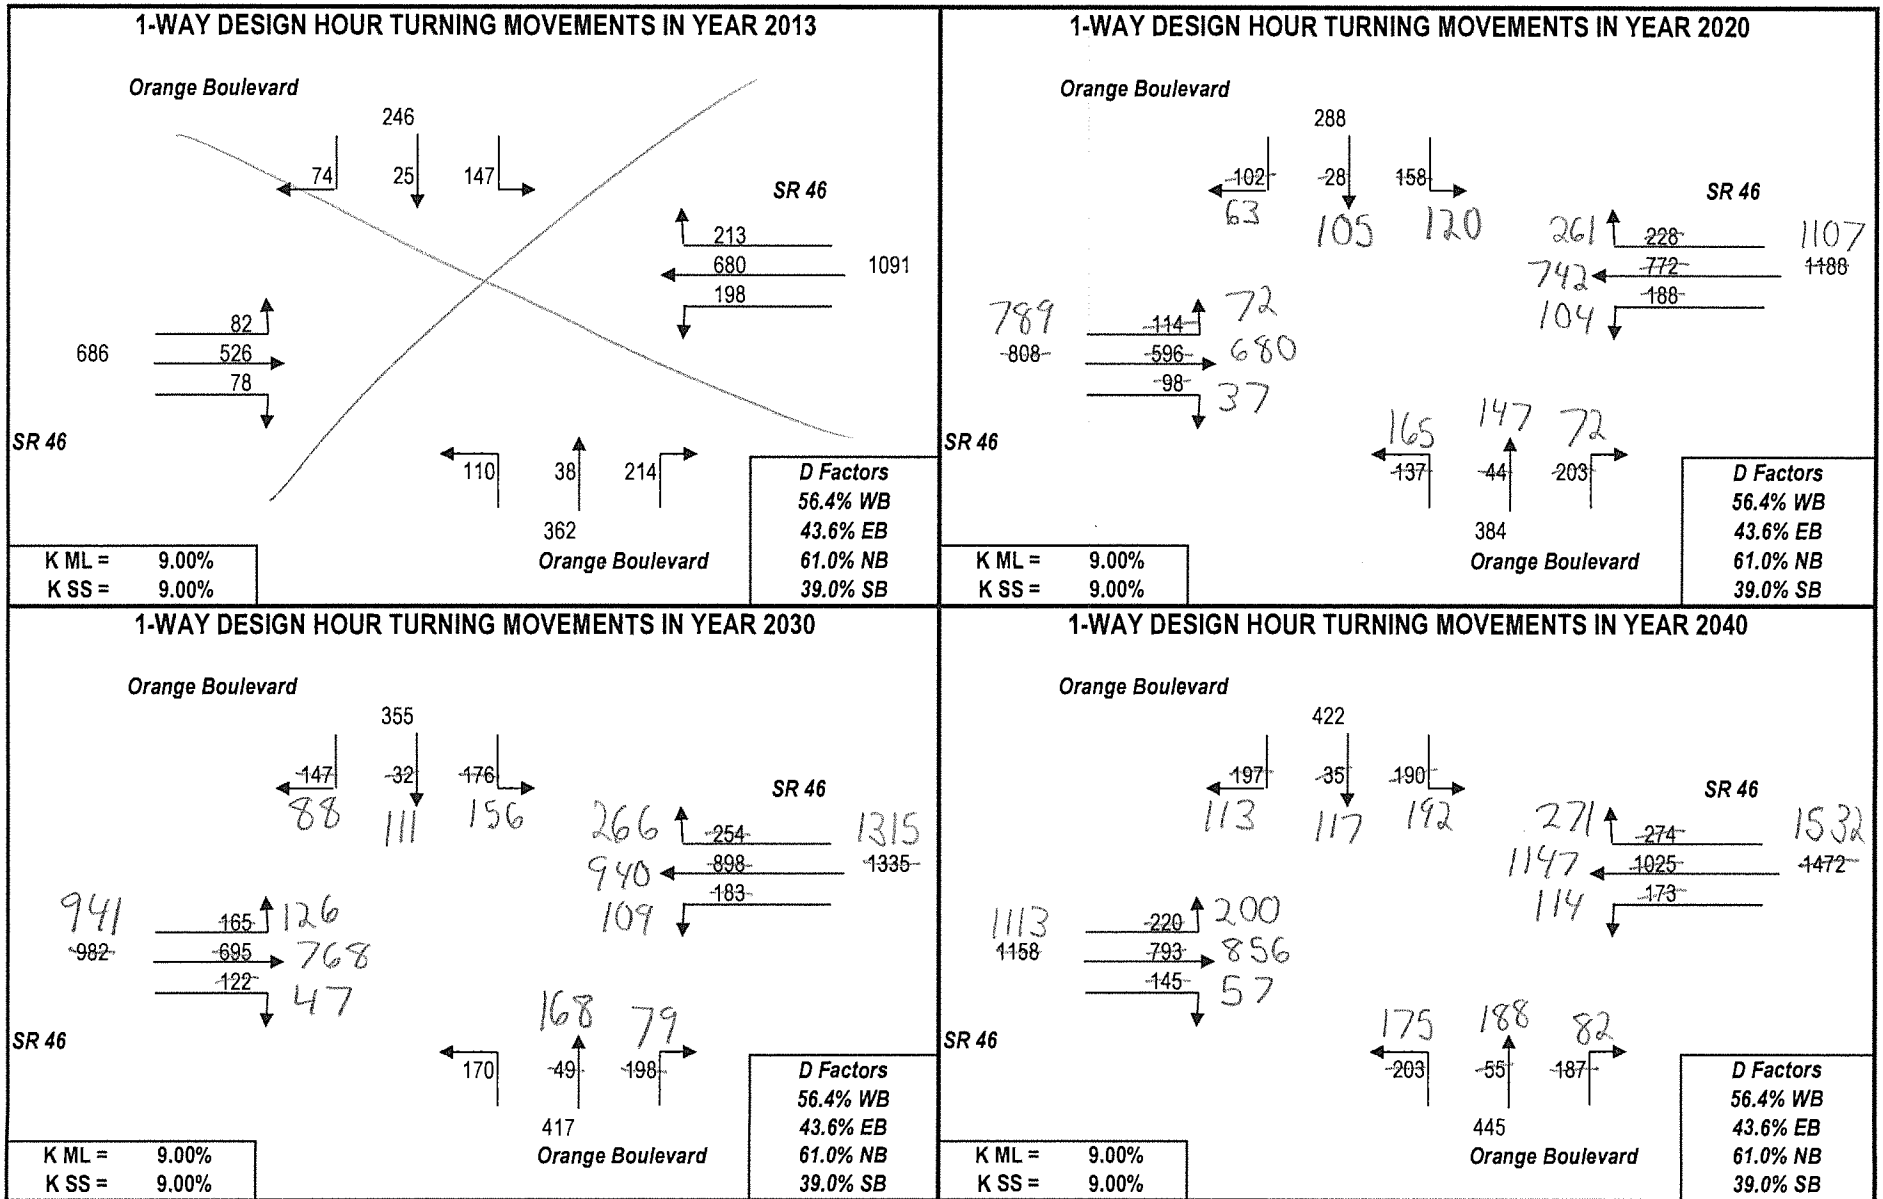 1-WAY DESIGN HOUR TURNING MOVEMENTS IN YEAR 2013
Orange Boulevard
246
74 25 147
SR 46
213
680 1091
198
82
686 526
78
SR 46
110 38 214
362
Orange Boulevard
D Factors
56.4% WB
43.6% EB
61.0% NB
39.0% SB
K ML = 9.00%
K SS = 9.00%
1-WAY DESIGN HOUR TURNING MOVEMENTS IN YEAR 2020
Orange Boulevard
288
102 28 158
63 105 120
SR 46
261 228 1107
742 772 1188
104 188
789 114 72
808 596 680
98 37
SR 46
165 147 72
137 44 203
384
Orange Boulevard
D Factors
56.4% WB
43.6% EB
61.0% NB
39.0% SB
K ML = 9.00%
K SS = 9.00%
1-WAY DESIGN HOUR TURNING MOVEMENTS IN YEAR 2030
Orange Boulevard
355
147 32 176
88 111 156
SR 46
266 254 1315
940 898 1335
109 183
941 165 126
982 695 768
122 47
SR 46
168 79
170 49 198
417
Orange Boulevard
D Factors
56.4% WB
43.6% EB
61.0% NB
39.0% SB
K ML = 9.00%
K SS = 9.00%
1-WAY DESIGN HOUR TURNING MOVEMENTS IN YEAR 2040
Orange Boulevard
422
197 35 190
113 117 192
SR 46
271 274 1532
1147 1025 1472
114 173
1113 220 200
1158 793 856
145 57
SR 46
175 188 82
203 55 187
445
Orange Boulevard
D Factors
56.4% WB
43.6% EB
61.0% NB
39.0% SB
K ML = 9.00%
K SS = 9.00%